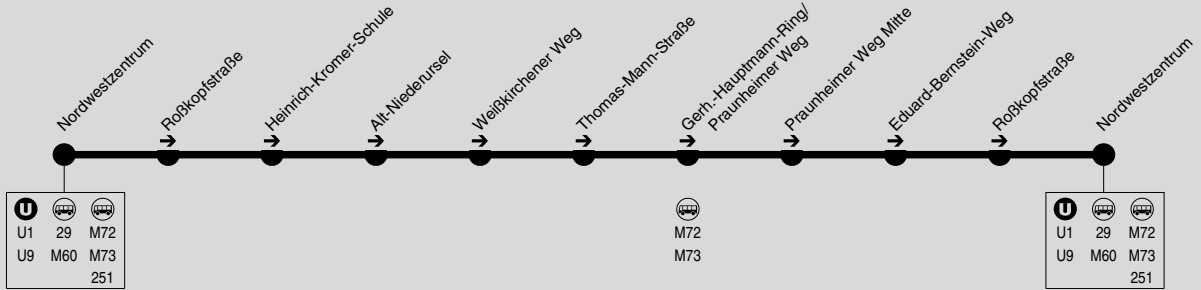 Nordwestzentrum
Roßkopfstraße
Heinrich-Kromer-Schule
Alt-Niederursel
Weißkirchener Weg
Thomas-Mann-Straße
Gerh.-Hauptmann-Ring/
Praunheimer Weg
Praunheimer Weg Mitte
Eduard-Bernstein-Weg
Roßkopfstraße
Nordwestzentrum
U
U1 29 M72
U9 M60 M73
251
M72
M73
U
U1 29 M72
U9 M60 M73
251